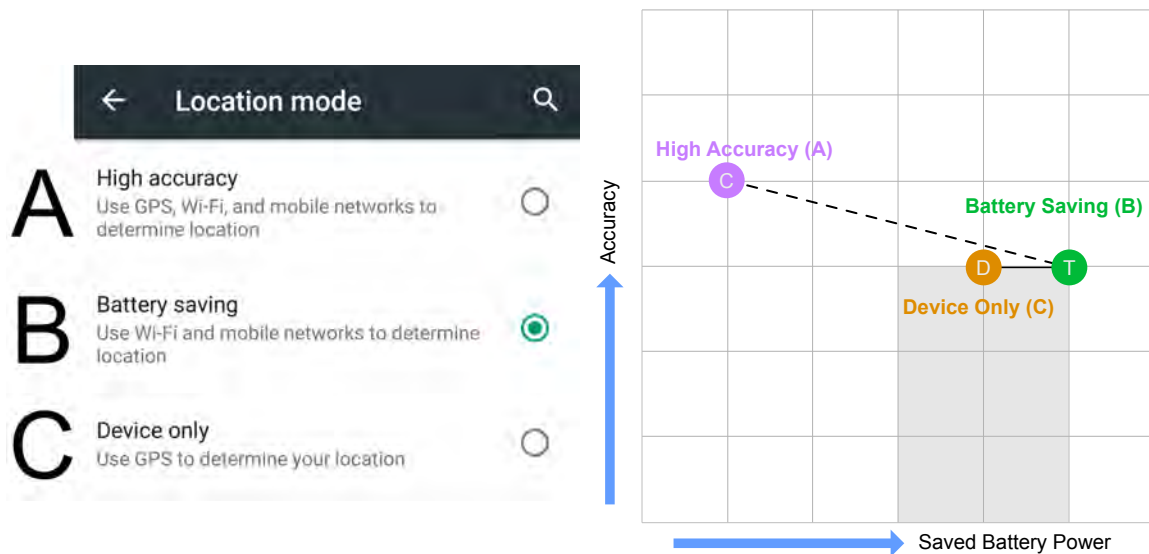 Location mode
A
High accuracy
Use GPS, Wi-Fi, and mobile networks to
determine location
B
Battery saving
Use Wi-Fi and mobile networks to determine
location
C
Device only
Use GPS to determine your location
High Accuracy (A)
C
Battery Saving (B)
D
T
Device Only (C)
Accuracy
Saved Battery Power